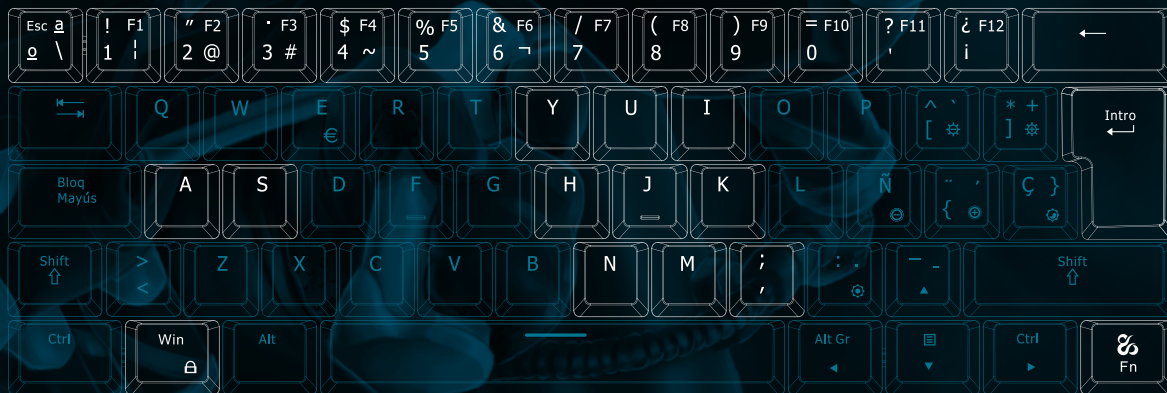 Esc a ! F1 " F2 · F3 $ F4 % F5 & F6 / F7 ( F8 ) F9 = F10 ? F11 ¿ F12 ←
º \ 1 ¦ 2 @ 3 # 4 ~ 5 6 ¬ 7 8 9 0 ' ¡
Q W E R T Y U I O P ^ ` * + Intro
€ [ ]
Bloq A S D F G H J K L Ñ ¨ ´ Ç }
Mayús {
Shift > Z X C V B N M ; : . — - Shift
< ,
Ctrl Win Alt Alt Gr Ctrl
Fn